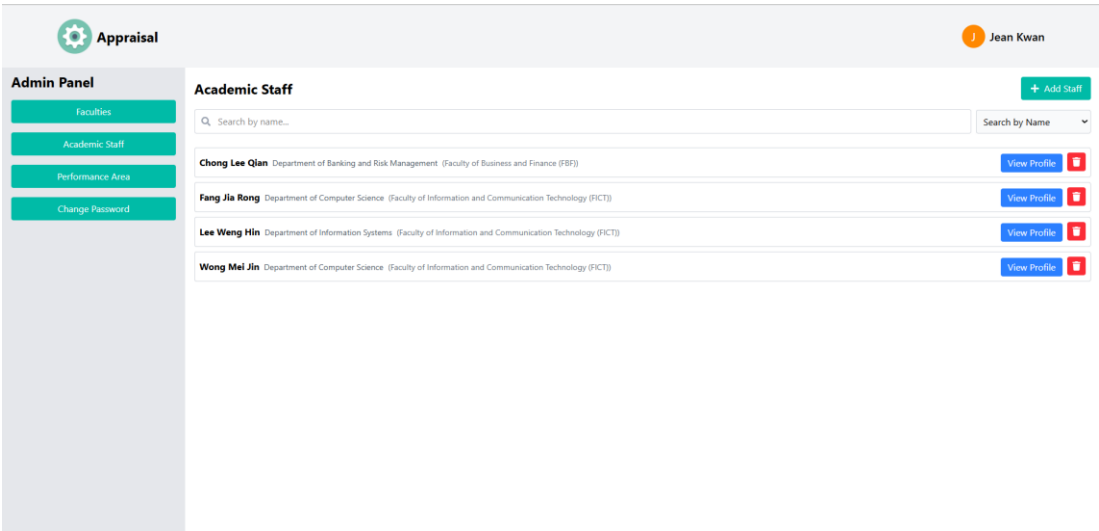 Appraisal
J Jean Kwan
Admin Panel
Faculties
Academic Staff
Performance Area
Change Password
Academic Staff
+ Add Staff
Search by name...
Search by Name
Chong Lee Qian Department of Banking and Risk Management (Faculty of Business and Finance (FBF)) View Profile
Fang Jia Rong Department of Computer Science (Faculty of Information and Communication Technology (FICT)) View Profile
Lee Weng Hin Department of Information Systems (Faculty of Information and Communication Technology (FICT)) View Profile
Wong Mei Jin Department of Computer Science (Faculty of Information and Communication Technology (FICT)) View Profile